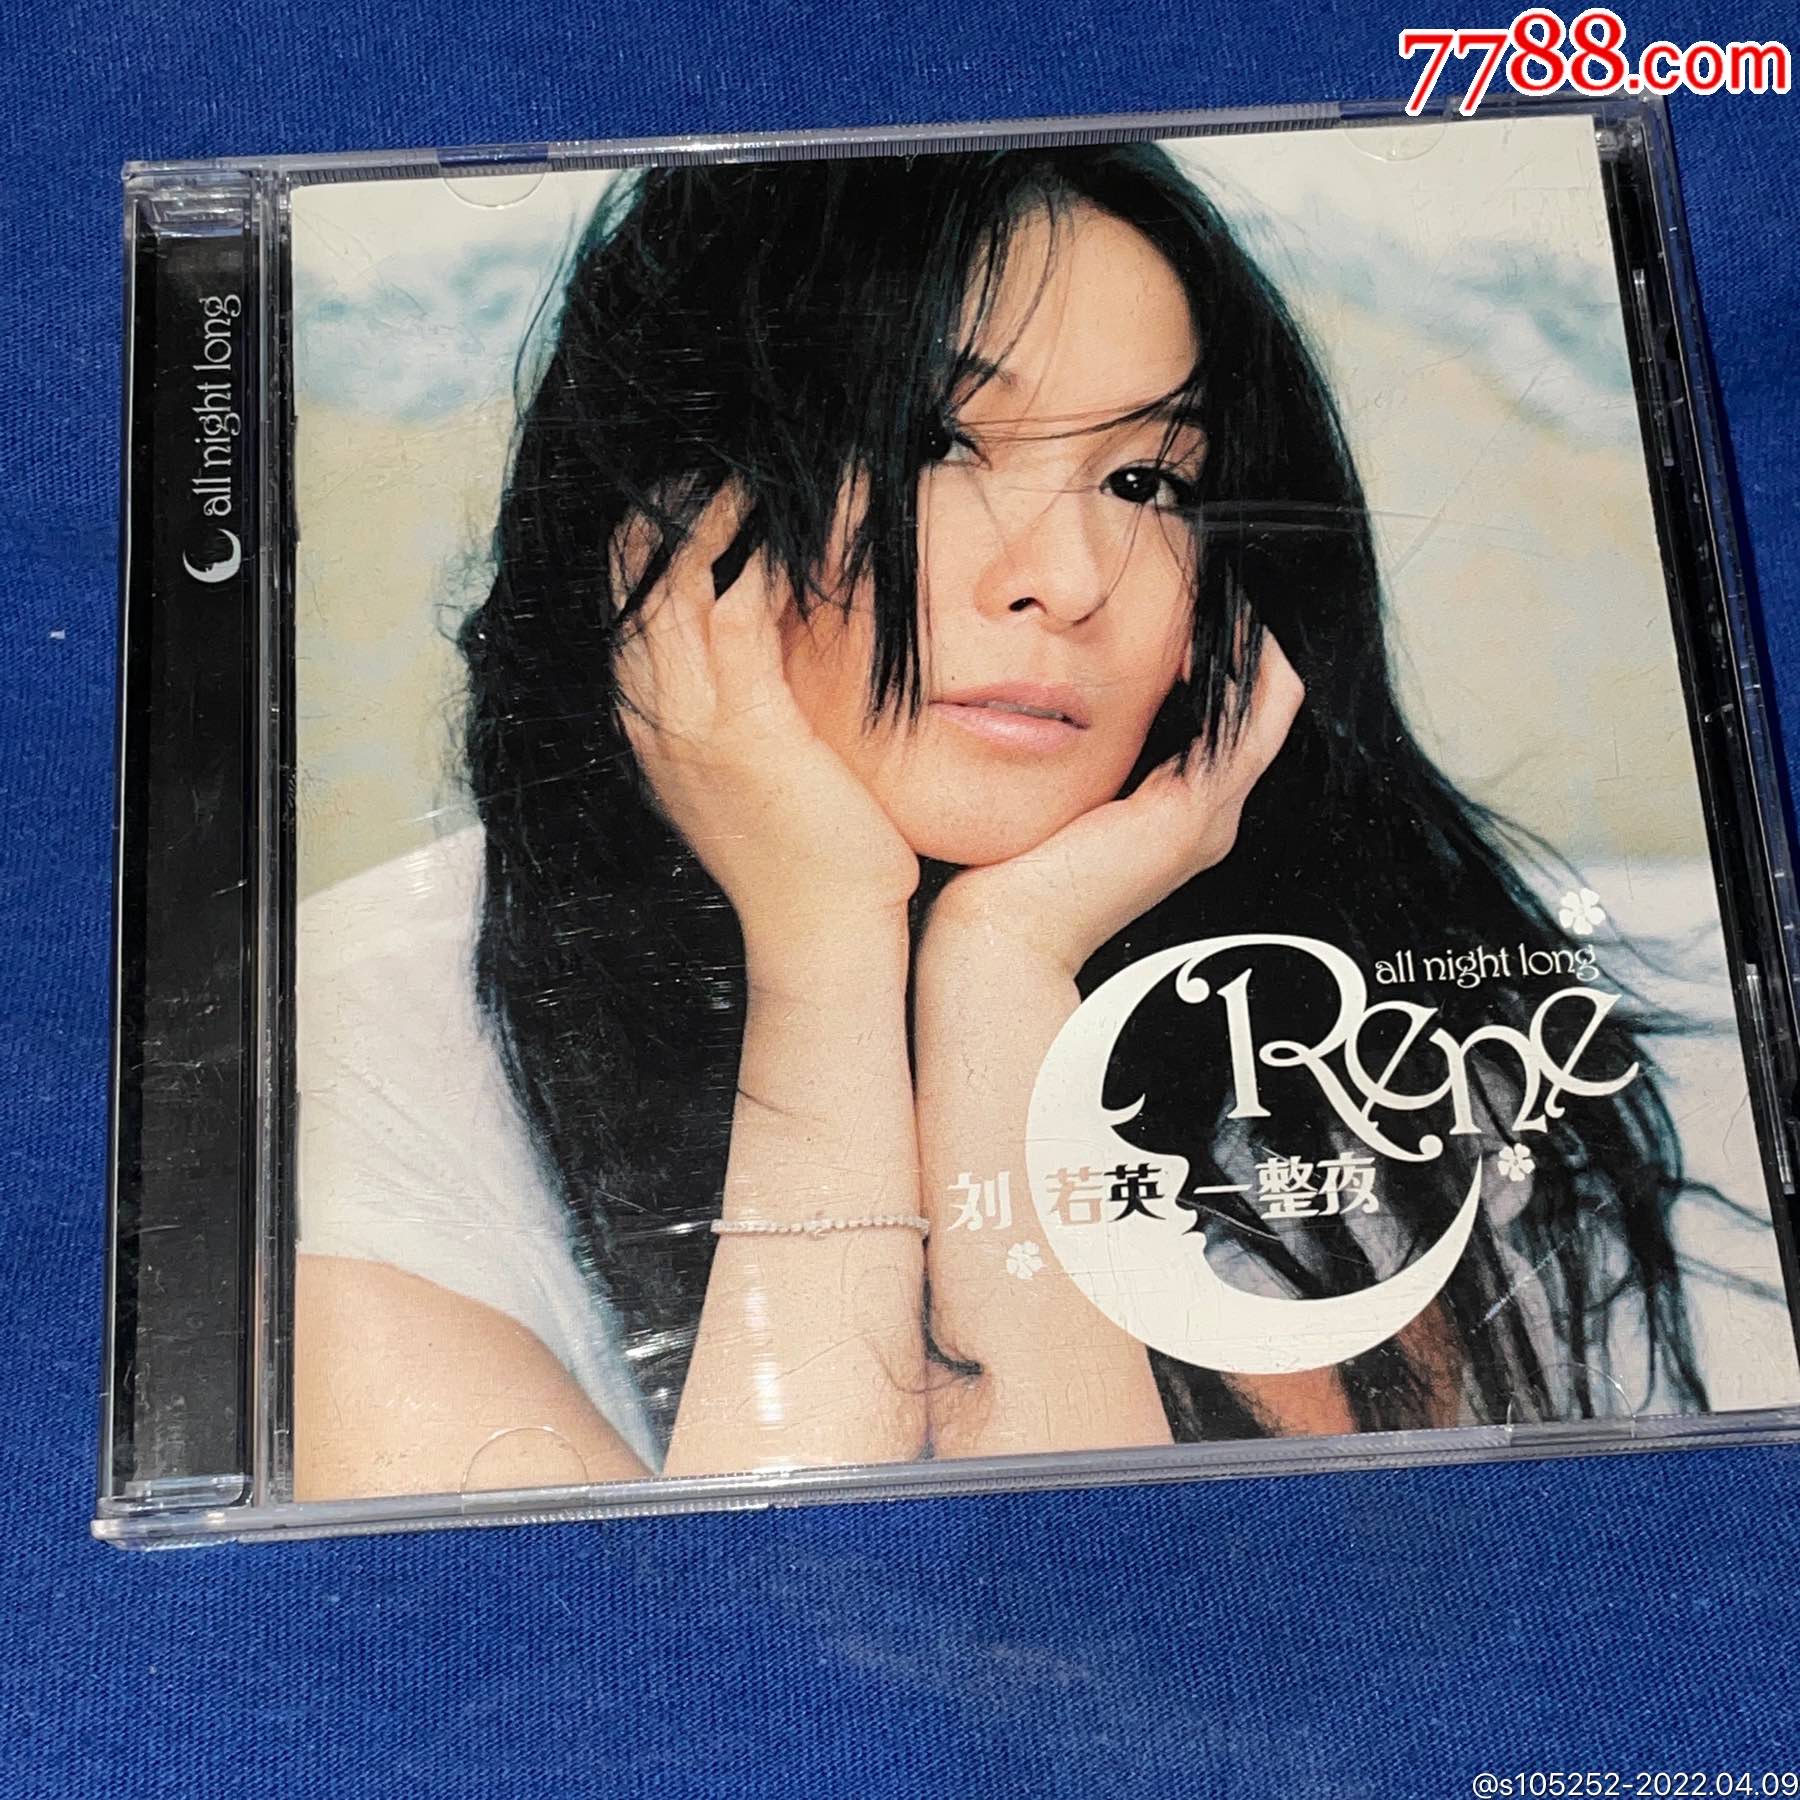 7788.com
all night long
all night long
Rene
刘若英 一整夜
@s105252-2022.04.09